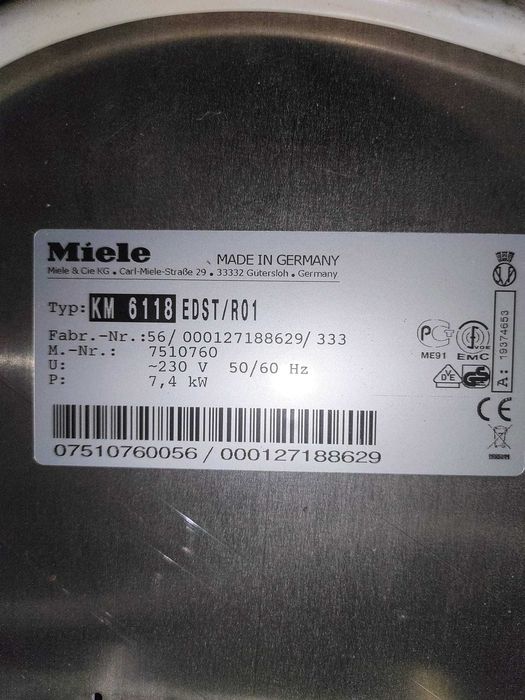 Miele
MADE IN GERMANY
Miele & Cie KG . Carl-Miele-Straße 29 . 33332 Gutersloh . Germany
Typ: KM 6118 EDST/R01
Fabr.-Nr.:56/ 000127188629/ 333
M.-Nr.: 7510760
U: ~230 V 50/60 Hz
P: 7,4 kW
ME91
EMC
VDE
A: 19374653
CE
07510760056 / 000127188629